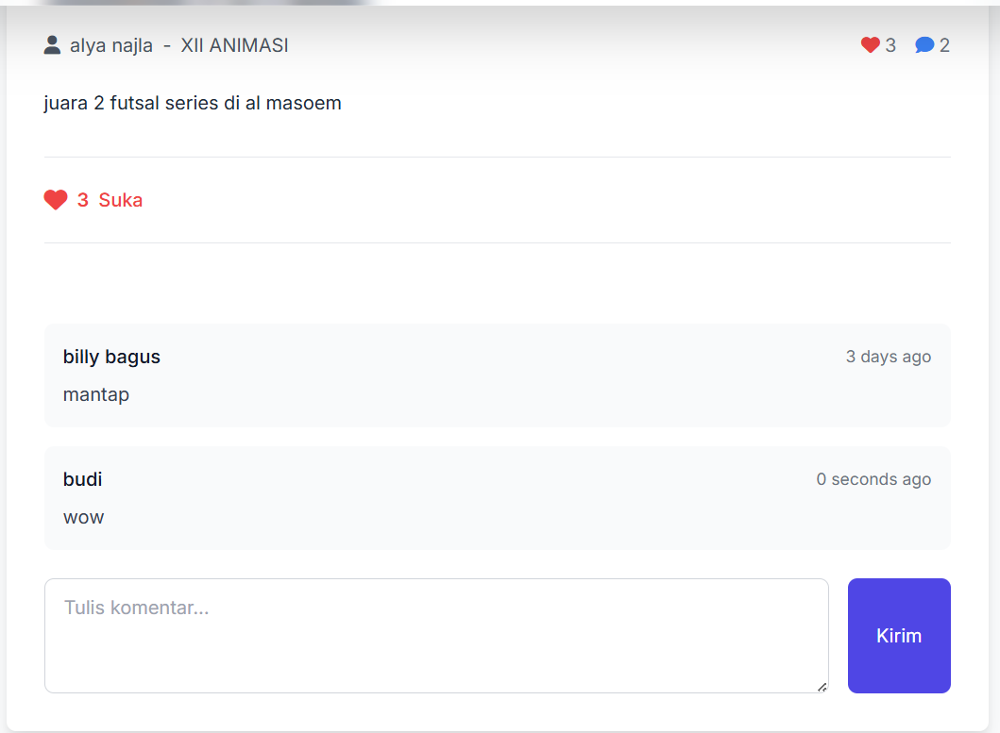 alya najla - XII ANIMASI 3 2
juara 2 futsal series di al masoem
3 Suka
billy bagus 3 days ago
mantap
budi 0 seconds ago
wow
Tulis komentar...
Kirim